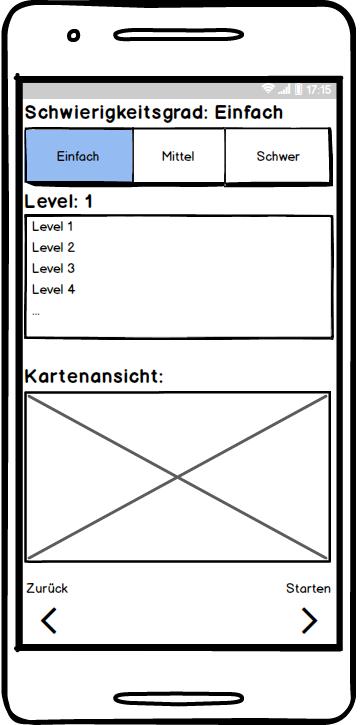 17:15
Schwierigkeitsgrad: Einfach
Einfach Mittel Schwer
Level: 1
Level 1
Level 2
Level 3
Level 4
...
Kartenansicht:
Zurück Starten